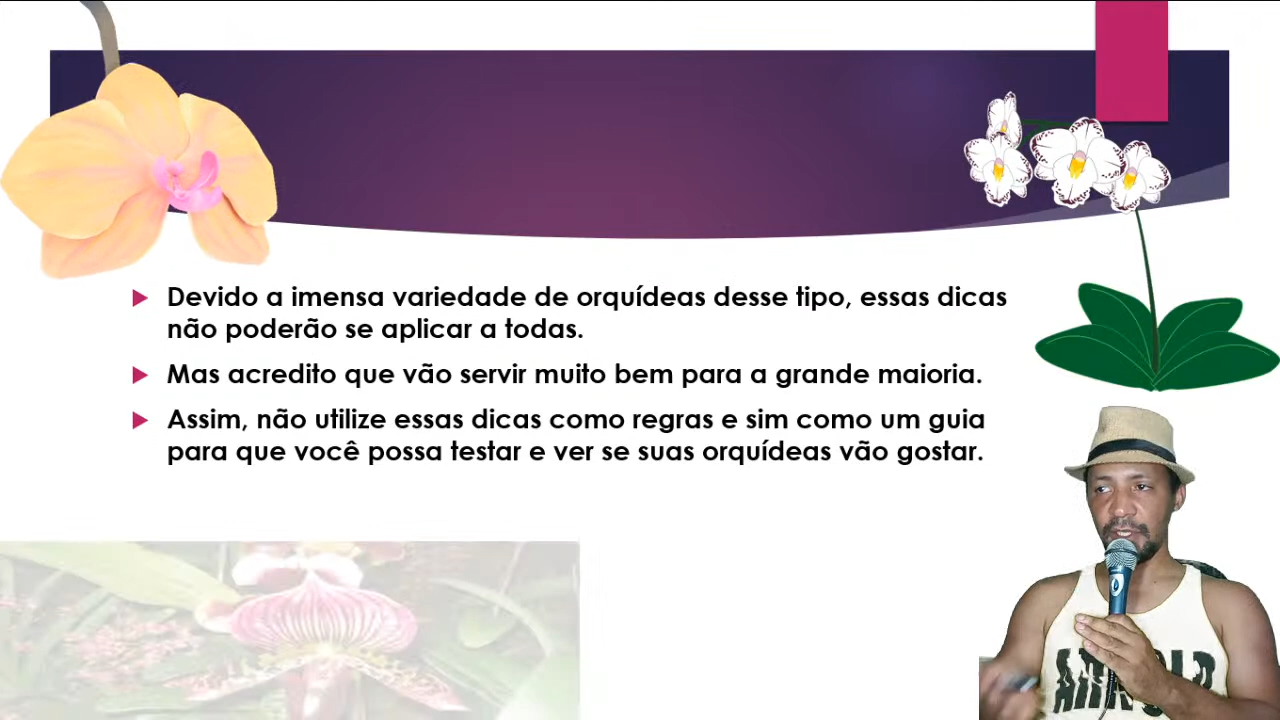 Devido a imensa variedade de orquídeas desse tipo, essas dicas
não poderão se aplicar a todas.
Mas acredito que vão servir muito bem para a grande maioria.
Assim, não utilize essas dicas como regras e sim como um guia
para que você possa testar e ver se suas orquídeas vão gostar.